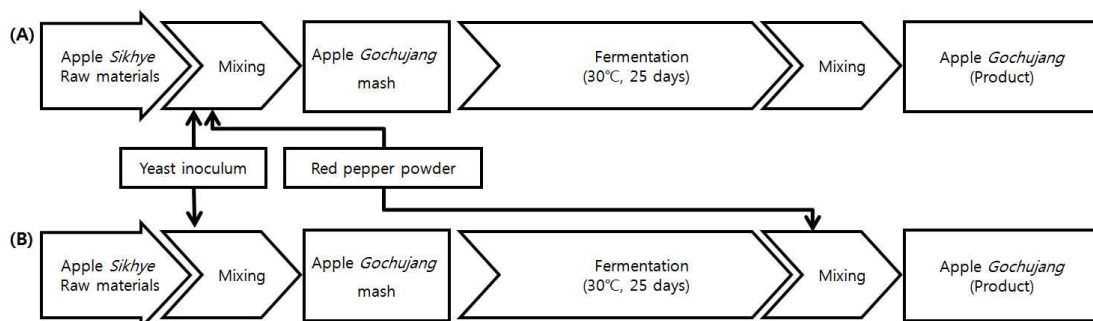 (A)
Apple Sikhye
Raw materials
Mixing
Apple Gochujang
mash
Fermentation
(30℃, 25 days)
Mixing
Apple Gochujang
(Product)
Yeast inoculum
Red pepper powder
(B)
Apple Sikhye
Raw materials
Mixing
Apple Gochujang
mash
Fermentation
(30℃, 25 days)
Mixing
Apple Gochujang
(Product)